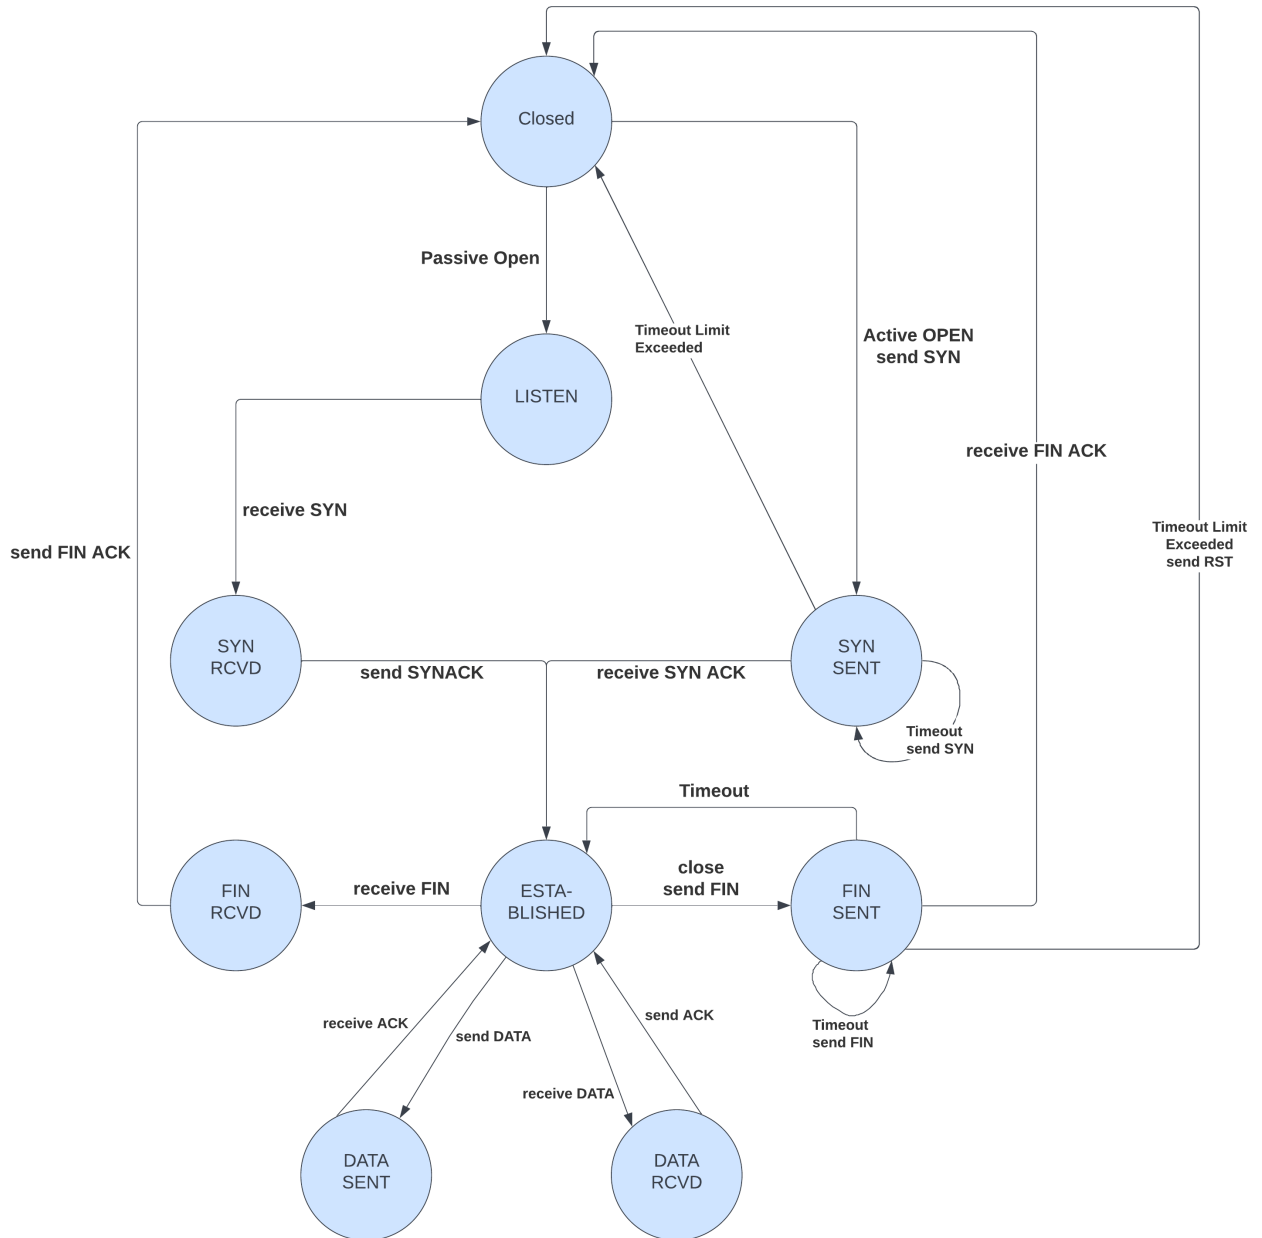 Closed
Passive Open
Timeout Limit
Exceeded
Active OPEN
send SYN
LISTEN
receive FIN ACK
receive SYN
Timeout Limit
Exceeded
send RST
send FIN ACK
SYN
RCVD
send SYNACK
receive SYN ACK
SYN
SENT
Timeout
send SYN
Timeout
FIN
RCVD
receive FIN
ESTA-
BLISHED
close
send FIN
FIN
SENT
receive ACK
send DATA
send ACK
Timeout
send FIN
receive DATA
DATA
SENT
DATA
RCVD